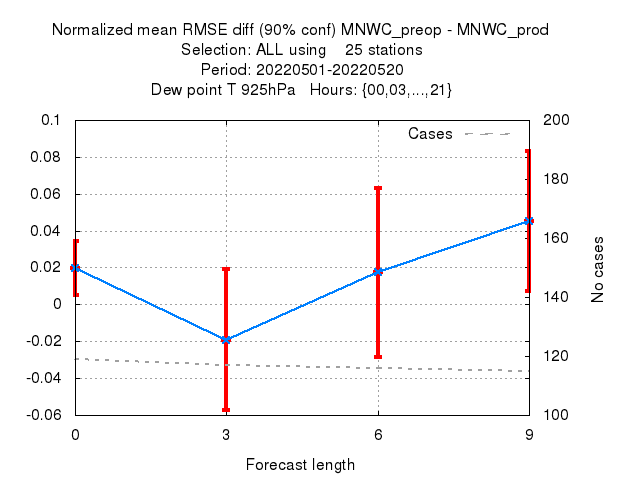 Normalized mean RMSE diff (90% conf) MNWC_preop - MNWC_prod
Selection: ALL using    25 stations
Period: 20220501-20220520
Dew point T 925hPa   Hours: {00,03,...,21}
Cases
0.1
0.08
0.06
0.04
0.02
0
-0.02
-0.04
-0.06
200
180
160
140
120
100
No cases
0 3 6 9
Forecast length